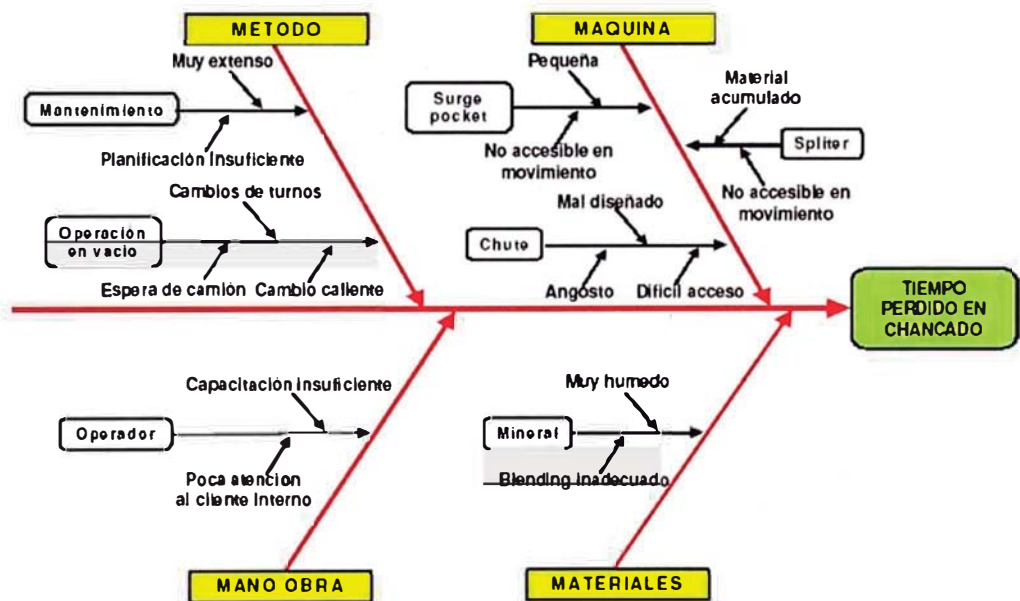 METODO
MAQUINA
Muy extenso
Mantenimiento
Planificación Insuficiente
Cambios de turnos
Operación
en vacio
Espera de camión
Cambio caliente
Pequeña
Surge
pocket
No accesible en
movimiento
Material
acumulado
Spliter
No accesible en
movimiento
Mal diseñado
Chute
Angosto
Dificil acceso
TIEMPO
PERDIDO EN
CHANCADO
Capacitación Insuficiente
Operador
Poca atencion
al cliente Interno
Muy humedo
Mineral
Blending inadecuado
MANO OBRA
MATERIALES